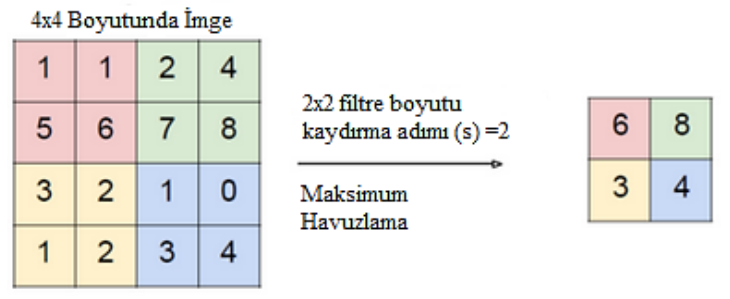 4x4 Boyutunda İmge
1 1 2 4
5 6 7 8
3 2 1 0
1 2 3 4
2x2 filtre boyutu
kaydırma adımı (s) =2
Maksimum
Havuzlama
6 8
3 4